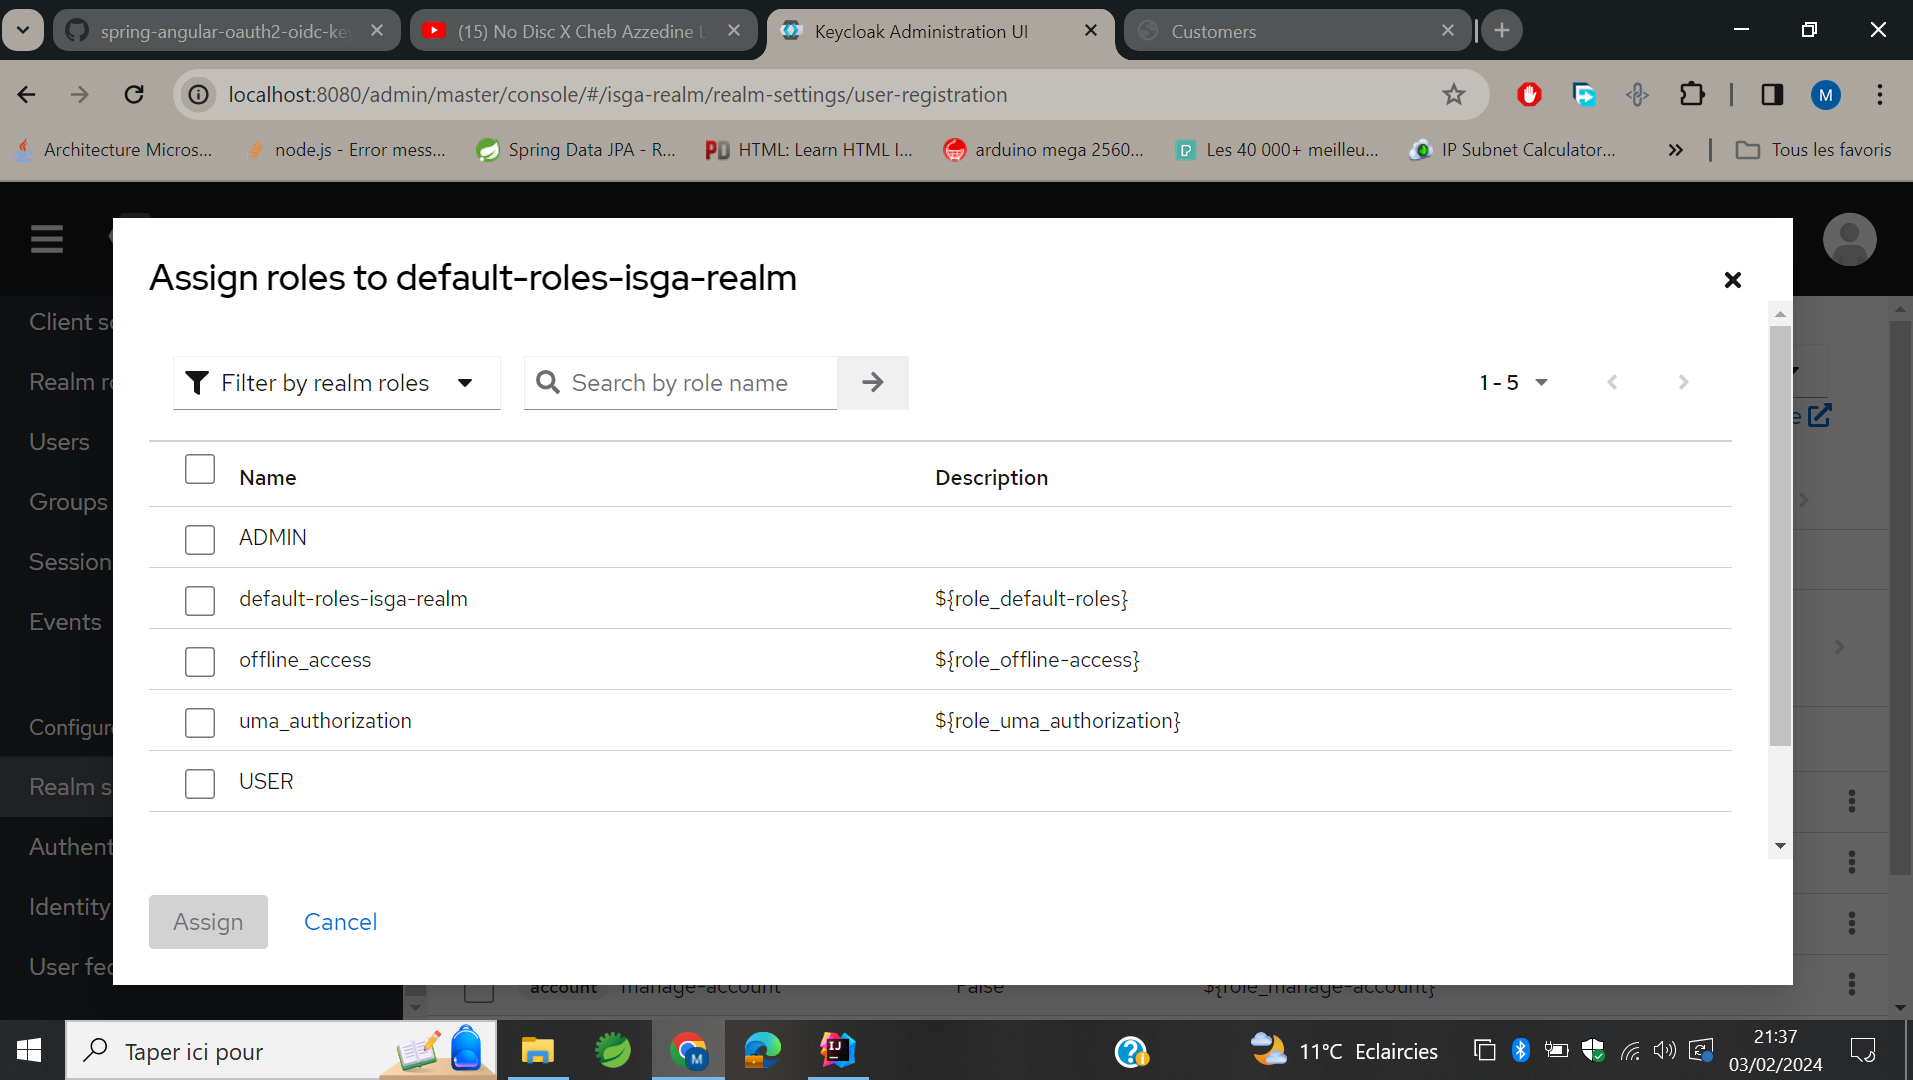 spring-angular-oauth2-oidc-ke
(15) No Disc X Cheb Azzedine L
Keycloak Administration UI
Customers
localhost:8080/admin/master/console/#/isga-realm/realm-settings/user-registration
M
Architecture Micros...
node.js - Error mess...
Spring Data JPA - R...
PD HTML: Learn HTML I...
arduino mega 2560...
Les 40 000+ meilleu...
IP Subnet Calculator...
Tous les favoris
Assign roles to default-roles-isga-realm
Filter by realm roles
Search by role name
1 - 5
Name
Description
ADMIN
default-roles-isga-realm
${role_default-roles}
offline_access
${role_offline-access}
uma_authorization
${role_uma_authorization}
USER
Assign
Cancel
Client s
Realm r
Users
Groups
Session
Events
Configur
Realm s
Authent
Identity
User fe
account
manage-account
False
${role_manage-account}
Taper ici pour
11°C Eclaircies
21:37
03/02/2024